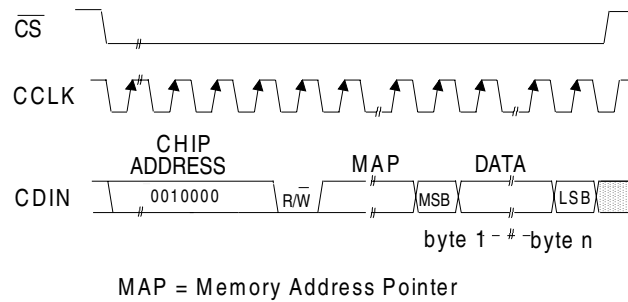 CS
CCLK
CHIP
ADDRESS
MAP
DATA
CDIN
0010000
R/W
MSB
LSB
byte 1
byte n
MAP = Memory Address Pointer